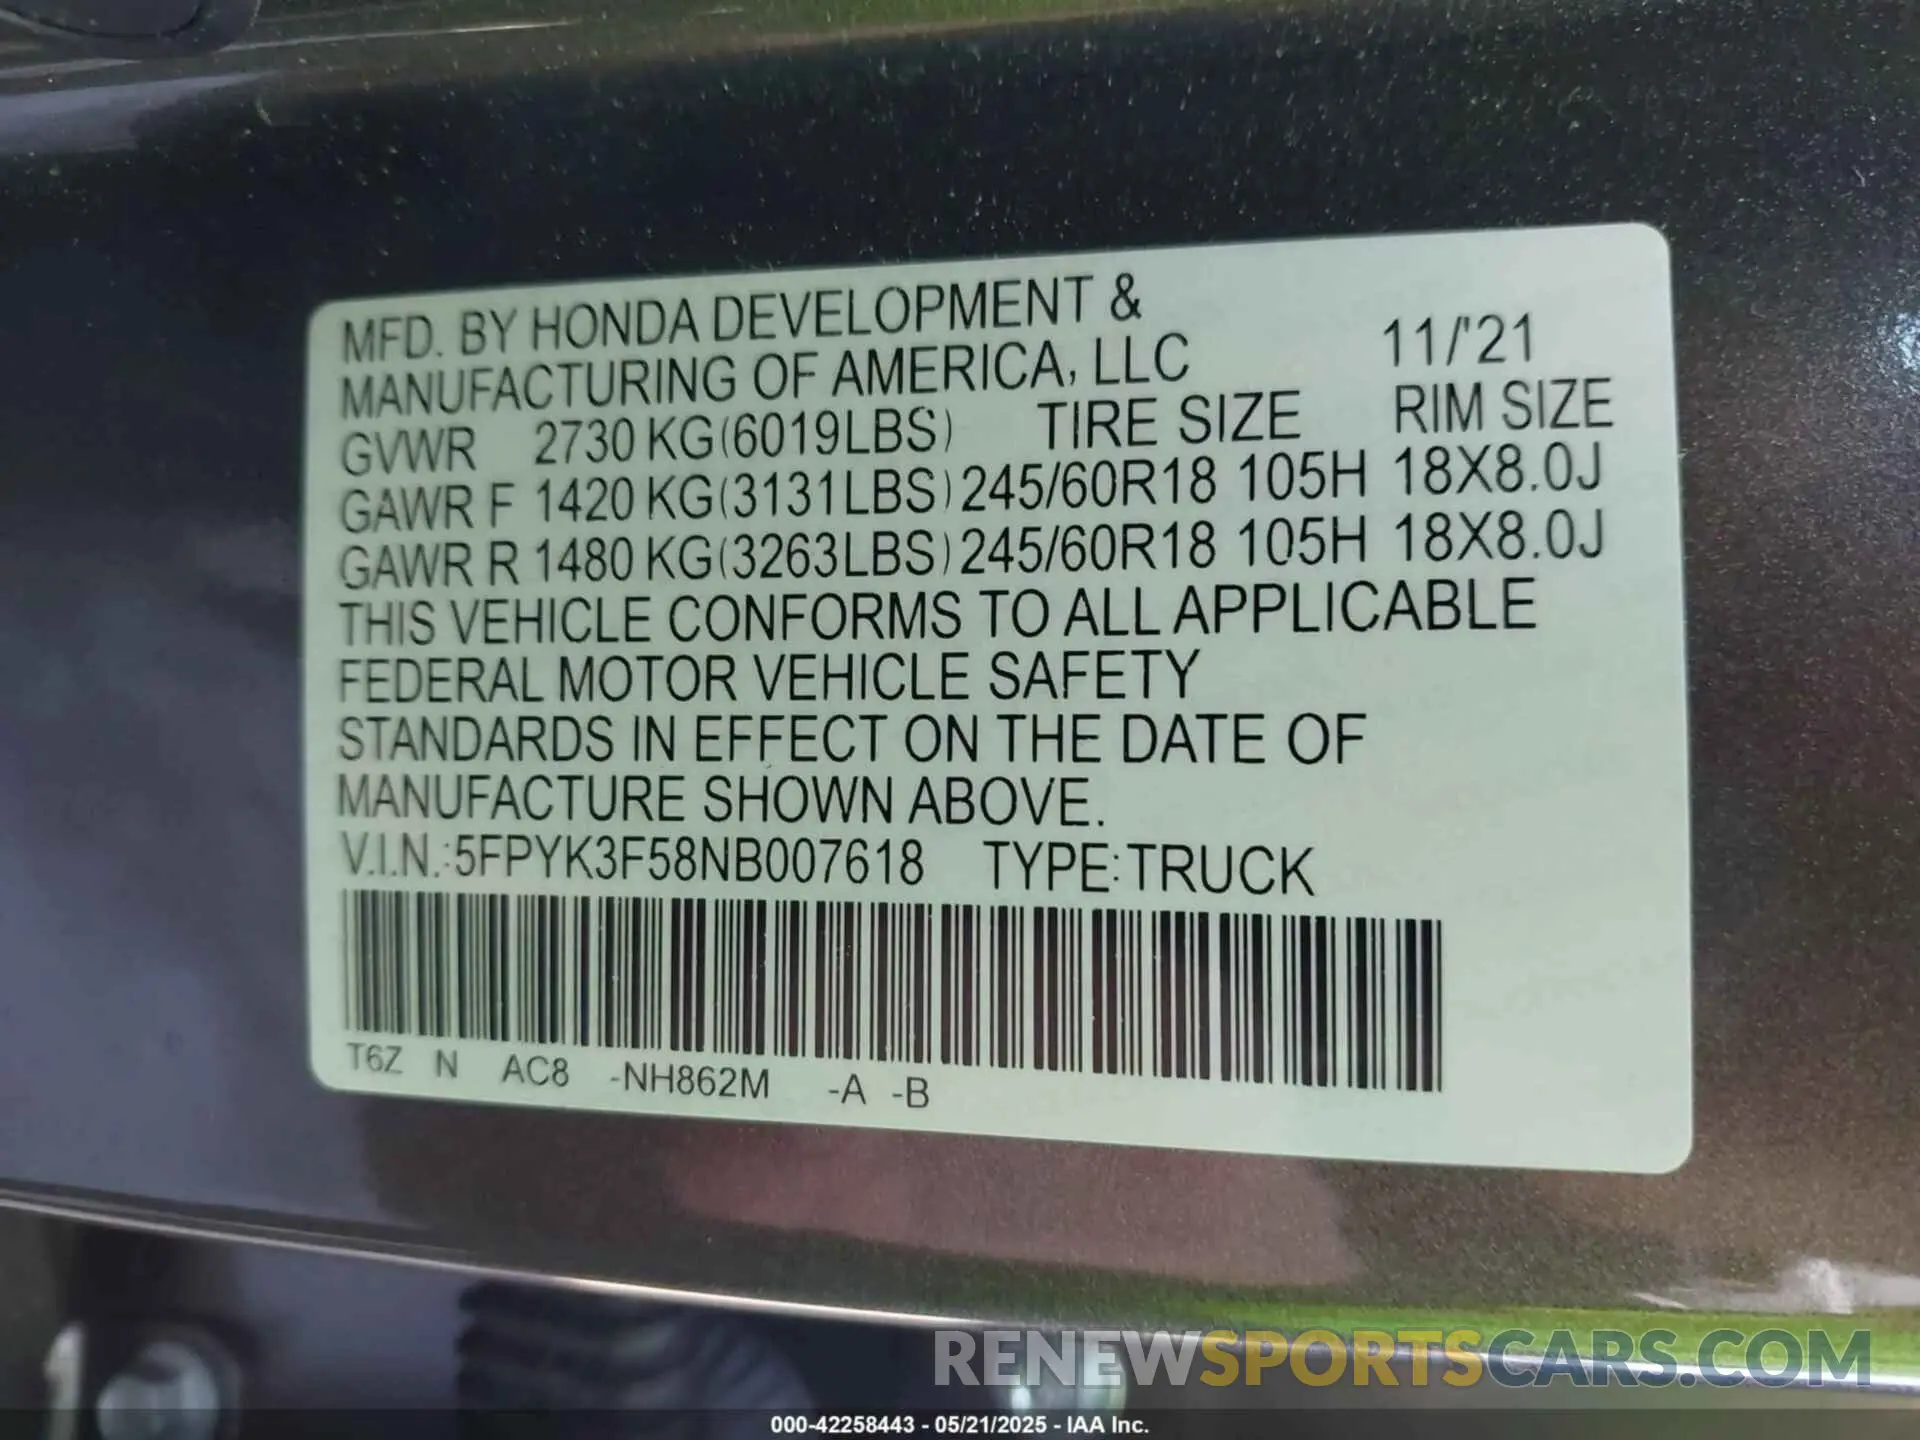 MFD. BY HONDA DEVELOPMENT &
MANUFACTURING OF AMERICA, LLC 11/'21
GVWR 2730 KG(6019LBS) TIRE SIZE RIM SIZE
GAWR F 1420 KG(3131LBS) 245/60R18 105H 18X8.0J
GAWR R 1480 KG(3263LBS) 245/60R18 105H 18X8.0J
THIS VEHICLE CONFORMS TO ALL APPLICABLE
FEDERAL MOTOR VEHICLE SAFETY
STANDARDS IN EFFECT ON THE DATE OF
MANUFACTURE SHOWN ABOVE.
V.I.N.:5FPYK3F58NB007618 TYPE:TRUCK
T6Z N AC8 -NH862M -A -B
RENEWSPORTSCARS.COM
000-42258443 - 05/21/2025 - IAA Inc.